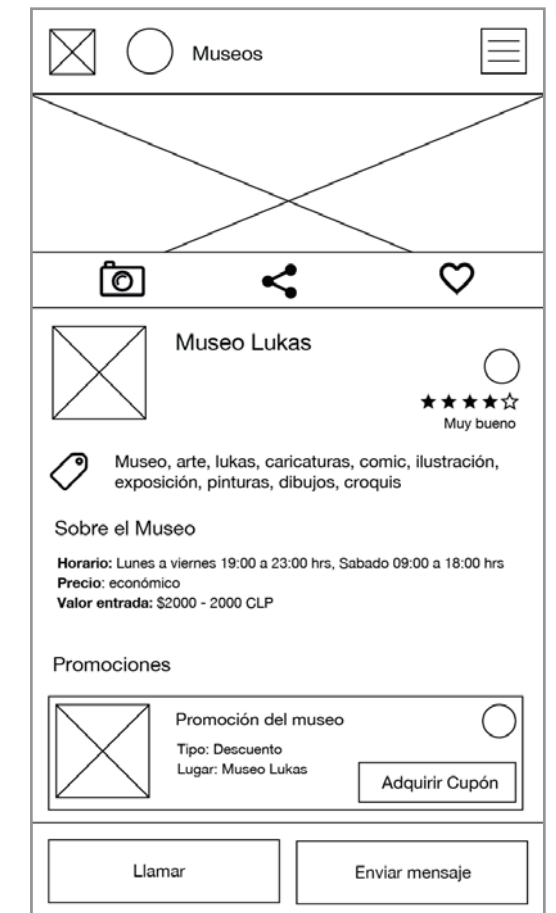 Museos
Museo Lukas
Muy bueno
Museo, arte, lukas, caricaturas, comic, ilustración,
exposición, pinturas, dibujos, croquis
Sobre el Museo
Horario: Lunes a viernes 19:00 a 23:00 hrs, Sabado 09:00 a 18:00 hrs
Precio: económico
Valor entrada: $2000 - 2000 CLP
Promociones
Promoción del museo
Tipo: Descuento
Lugar: Museo Lukas
Adquirir Cupón
Llamar
Enviar mensaje